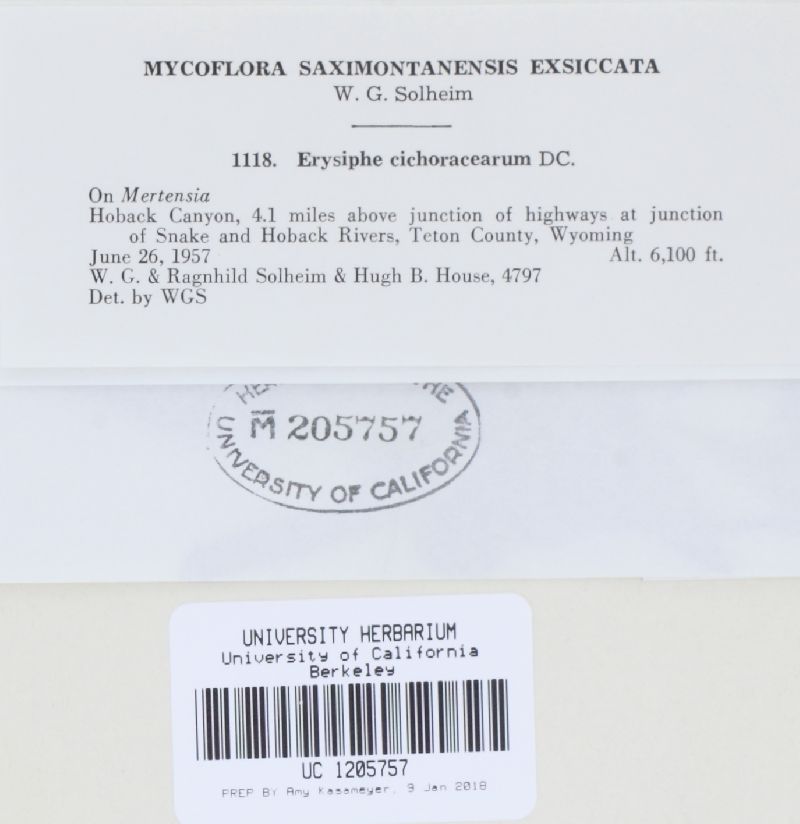 MYCOFLORA SAXIMONTANENSIS EXSICCATA
W. G. Solheim
1118. Erysiphe cichoracearum DC.
On Mertensia
Hoback Canyon, 4.1 miles above junction of highways at junction
of Snake and Hoback Rivers, Teton County, Wyoming
June 26, 1957 Alt. 6,100 ft.
W. G. & Ragnhild Solheim & Hugh B. House, 4797
Det. by WGS
M̅ 205757
UNIVERSITY OF CALIFORNIA
UNIVERSITY HERBARIUM
University of California
Berkeley
UC 1205757
PREP BY Amy Kasameyer, 9 Jan 2018